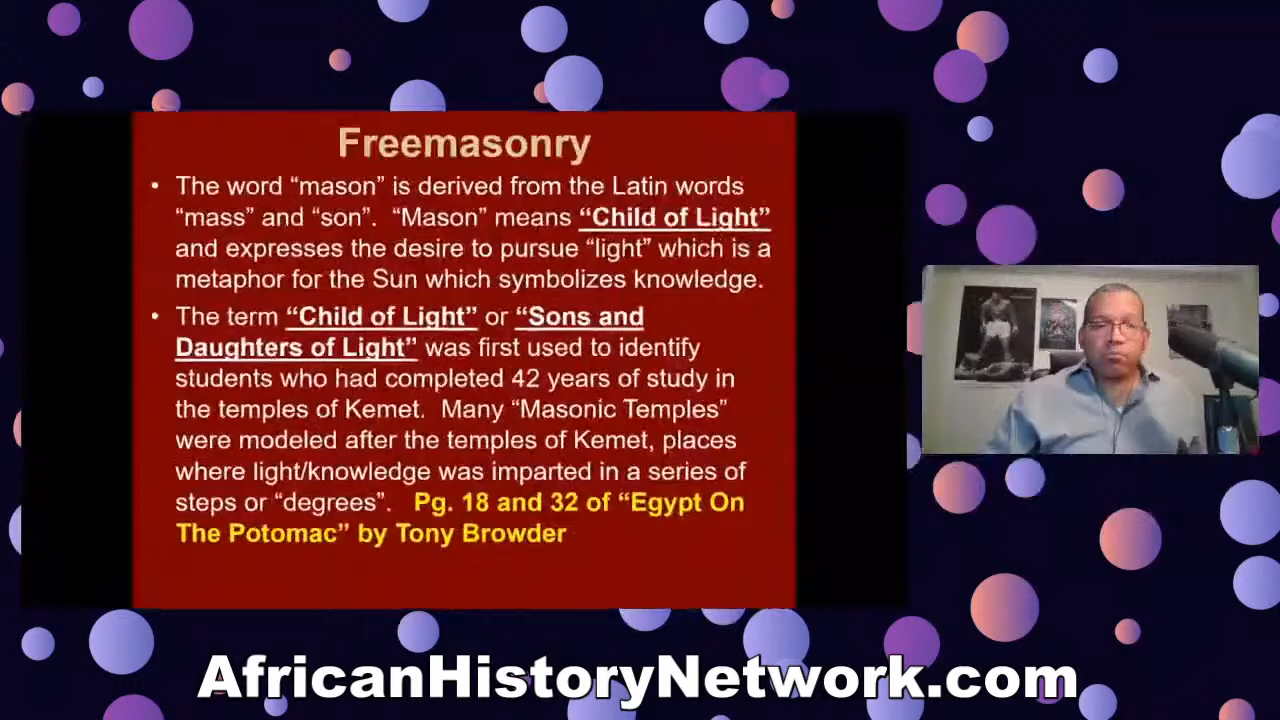 Freemasonry
• The word “mason” is derived from the Latin words
“mass” and “son”. “Mason” means “Child of Light”
and expresses the desire to pursue “light” which is a
metaphor for the Sun which symbolizes knowledge.
• The term “Child of Light” or “Sons and
Daughters of Light” was first used to identify
students who had completed 42 years of study in
the temples of Kemet. Many “Masonic Temples”
were modeled after the temples of Kemet, places
where light/knowledge was imparted in a series of
steps or “degrees”. Pg. 18 and 32 of “Egypt On
The Potomac” by Tony Browder
AfricanHistoryNetwork.com